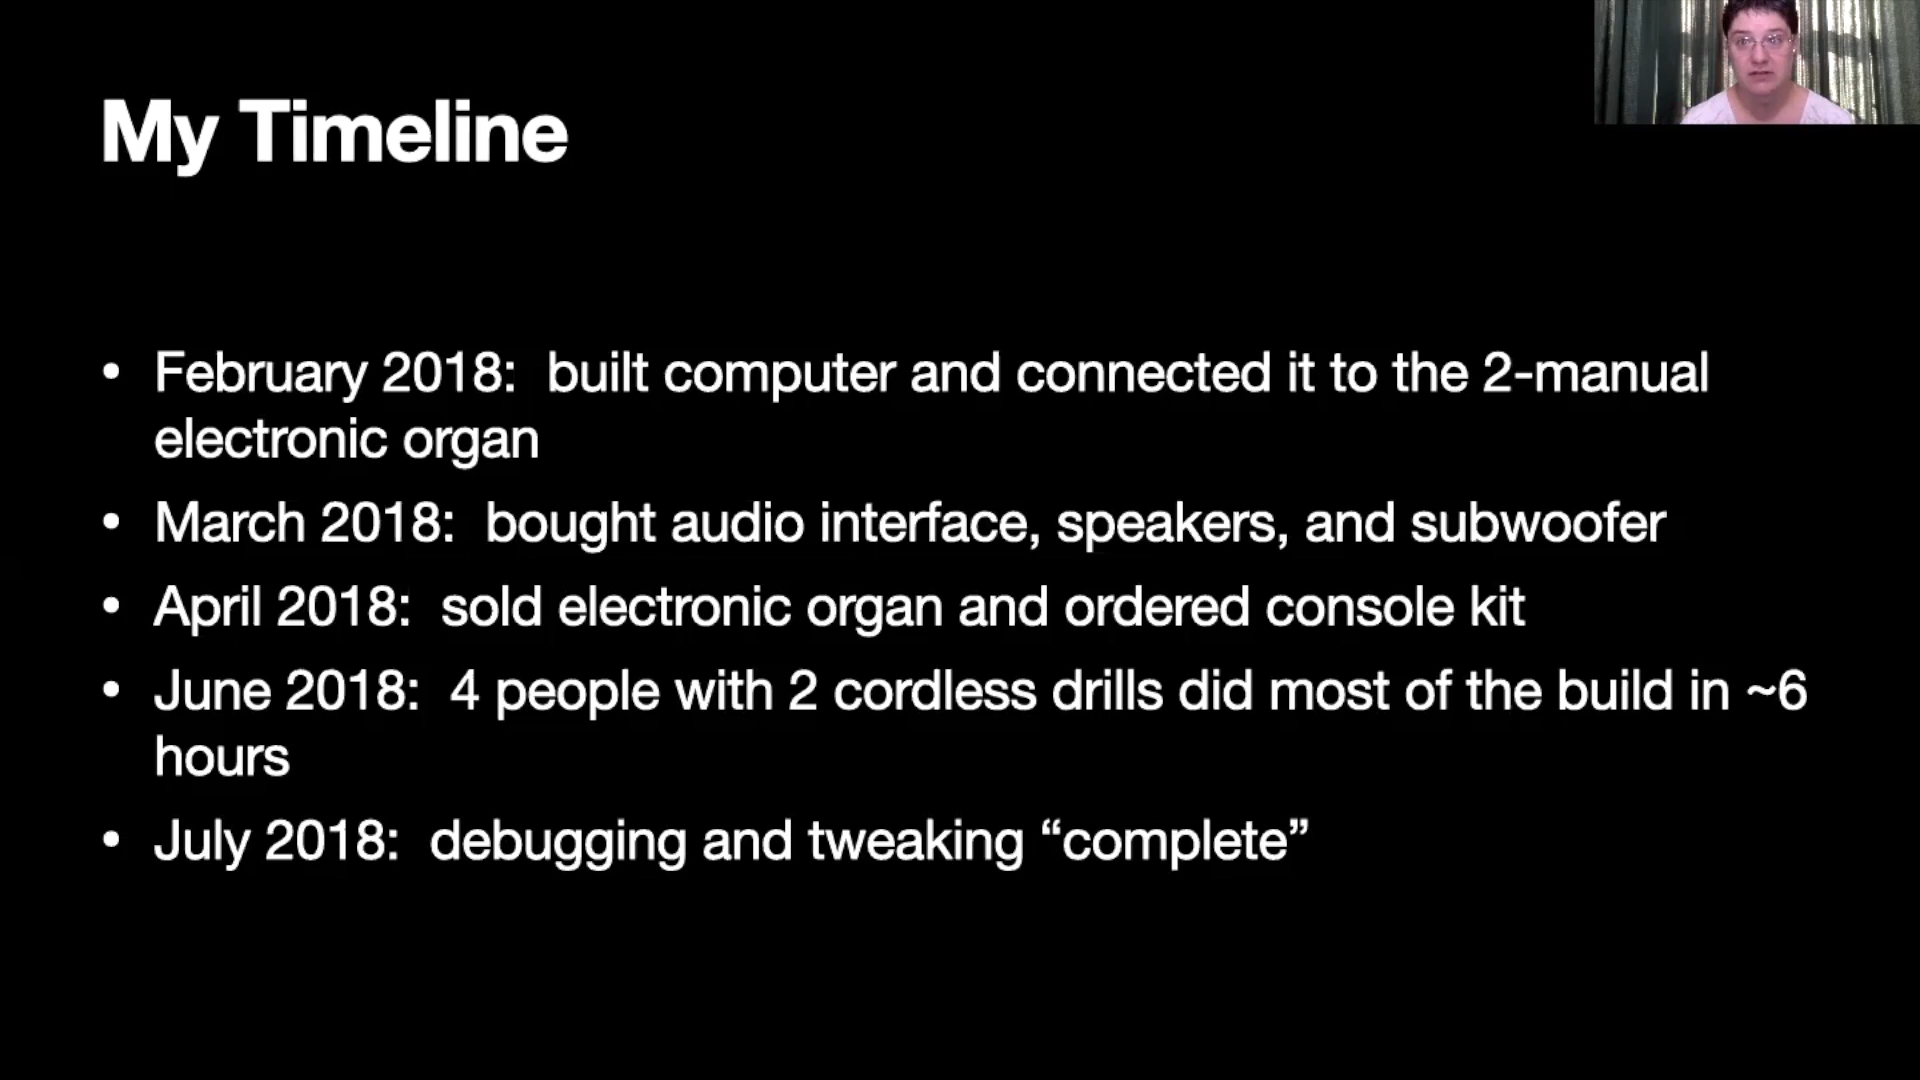 My Timeline
• February 2018:  built computer and connected it to the 2-manual
electronic organ
• March 2018:  bought audio interface, speakers, and subwoofer
• April 2018:  sold electronic organ and ordered console kit
• June 2018:  4 people with 2 cordless drills did most of the build in ~6
hours
• July 2018:  debugging and tweaking “complete”